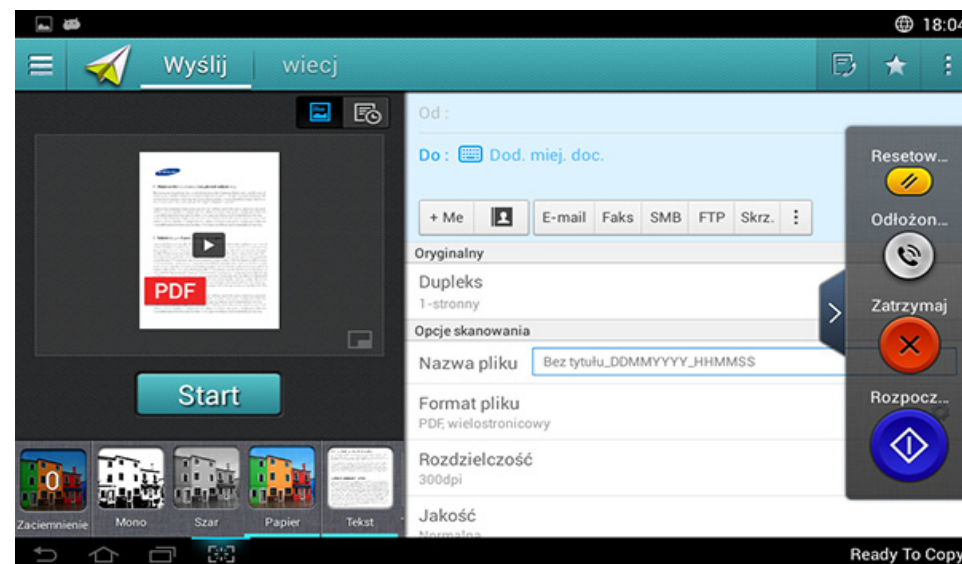 18:04
Wyślij
wiecj
Od :
Do : Dod. miej. doc.
+ Me
E-mail Faks SMB FTP Skrz.
Oryginalny
Dupleks
1-stronny
Opcje skanowania
Nazwa pliku Bez tytułu_DDMMYYYY_HHMMSS
Format pliku
PDF, wielostronicowy
Rozdzielczość
300dpi
Jakość
Normalna
PDF
Start
0
Zaciemnienie Mono Szar Papier Tekst
Resetow...
Odłożon...
Zatrzymaj
Rozpocz...
Ready To Copy